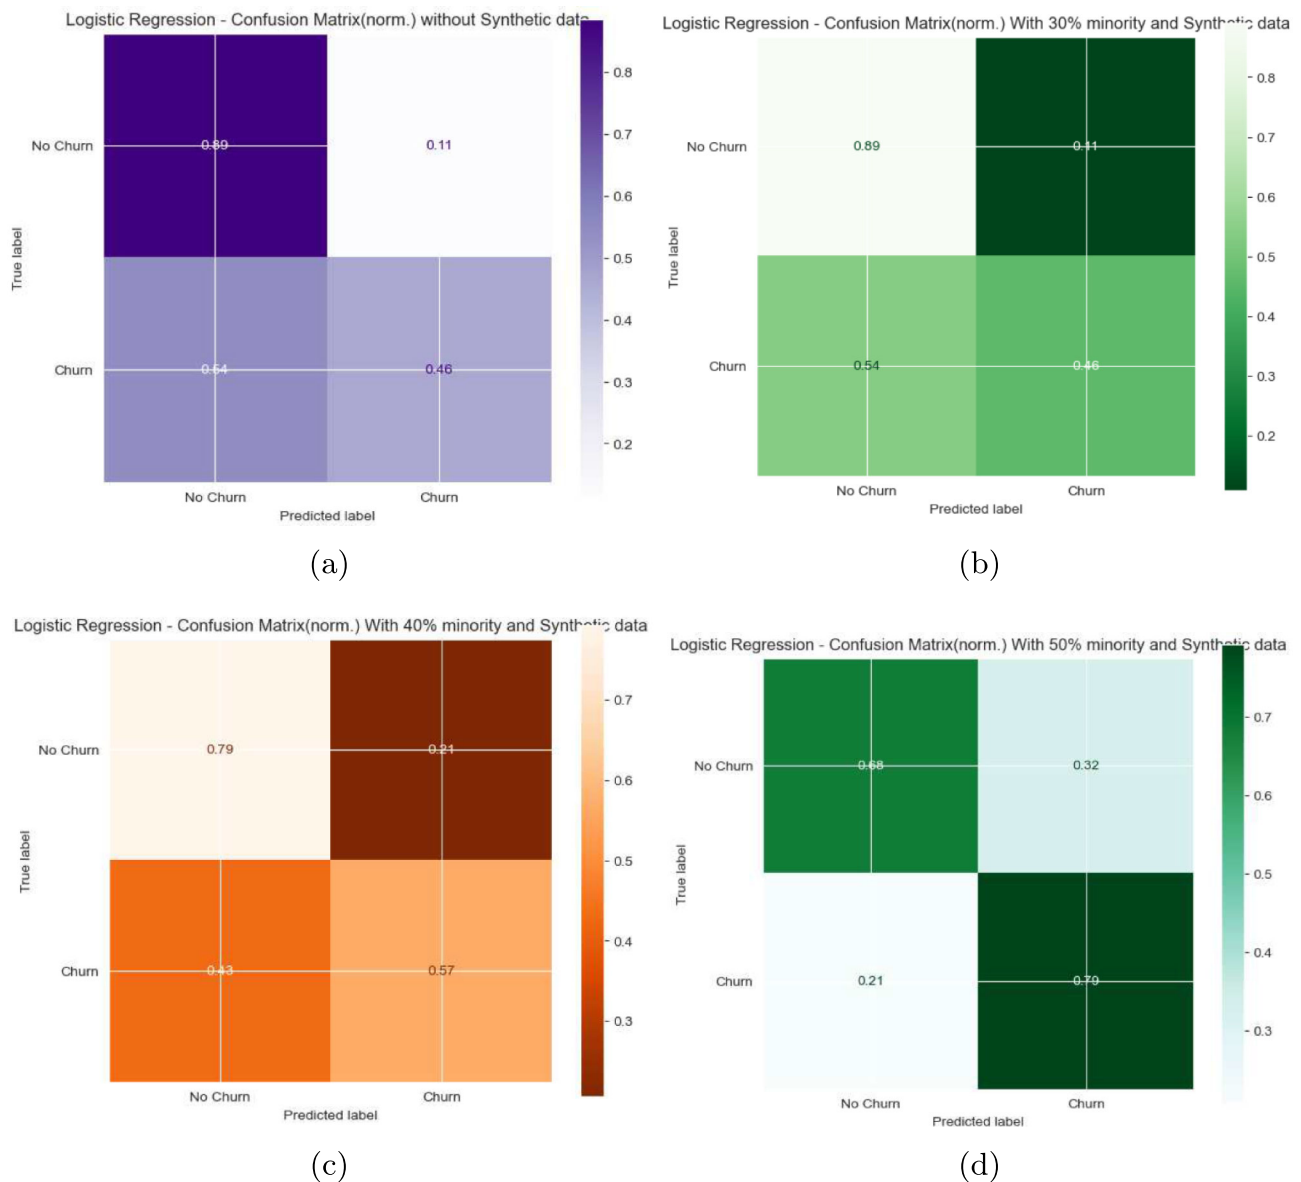 Logistic Regression - Confusion Matrix(norm.) without Synthetic data
No Churn
0.89
0.11
Churn
0.54
0.46
No Churn
Churn
Predicted label
True label
0.8
0.7
0.6
0.5
0.4
0.3
0.2
(a)
Logistic Regression - Confusion Matrix(norm.) With 30% minority and Synthetic data
No Churn
0.89
0.11
Churn
0.54
0.46
No Churn
Churn
Predicted label
True label
0.8
0.7
0.6
0.5
0.4
0.3
0.2
(b)
Logistic Regression - Confusion Matrix(norm.) With 40% minority and Synthetic data
No Churn
0.79
0.21
Churn
0.43
0.57
No Churn
Churn
Predicted label
True label
0.7
0.6
0.5
0.4
0.3
(c)
Logistic Regression - Confusion Matrix(norm.) With 50% minority and Synthetic data
No Churn
0.68
0.32
Churn
0.21
0.79
No Churn
Churn
Predicted label
True label
0.7
0.6
0.5
0.4
0.3
(d)